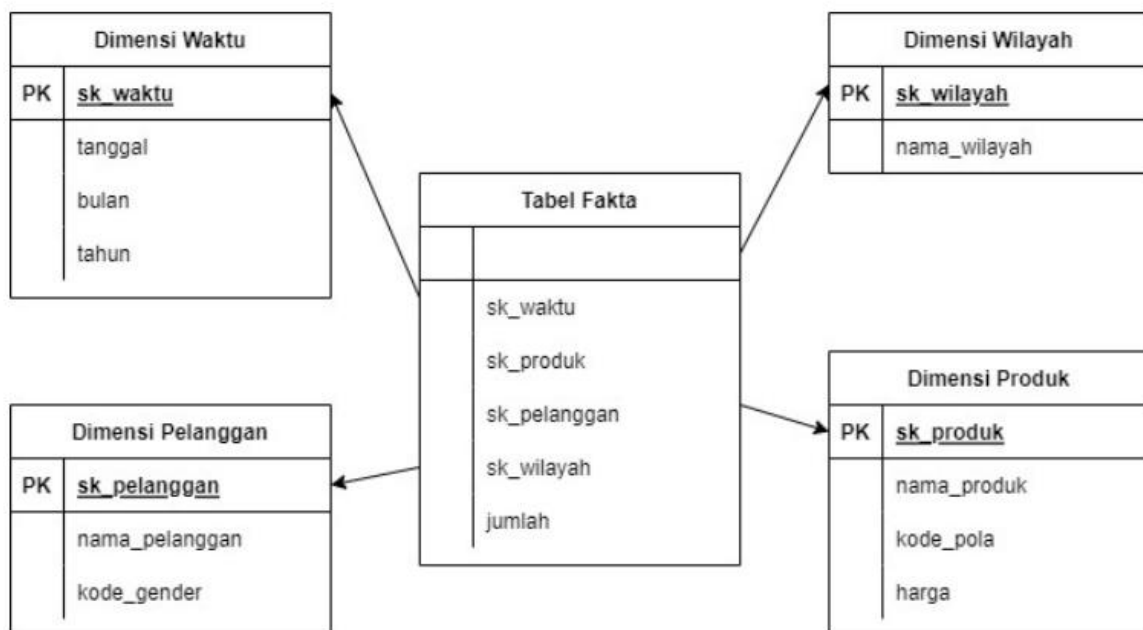 Dimensi Waktu
PK sk_waktu
tanggal
bulan
tahun
Dimensi Wilayah
PK sk_wilayah
nama_wilayah
Tabel Fakta
sk_waktu
sk_produk
sk_pelanggan
sk_wilayah
jumlah
Dimensi Pelanggan
PK sk_pelanggan
nama_pelanggan
kode_gender
Dimensi Produk
PK sk_produk
nama_produk
kode_pola
harga